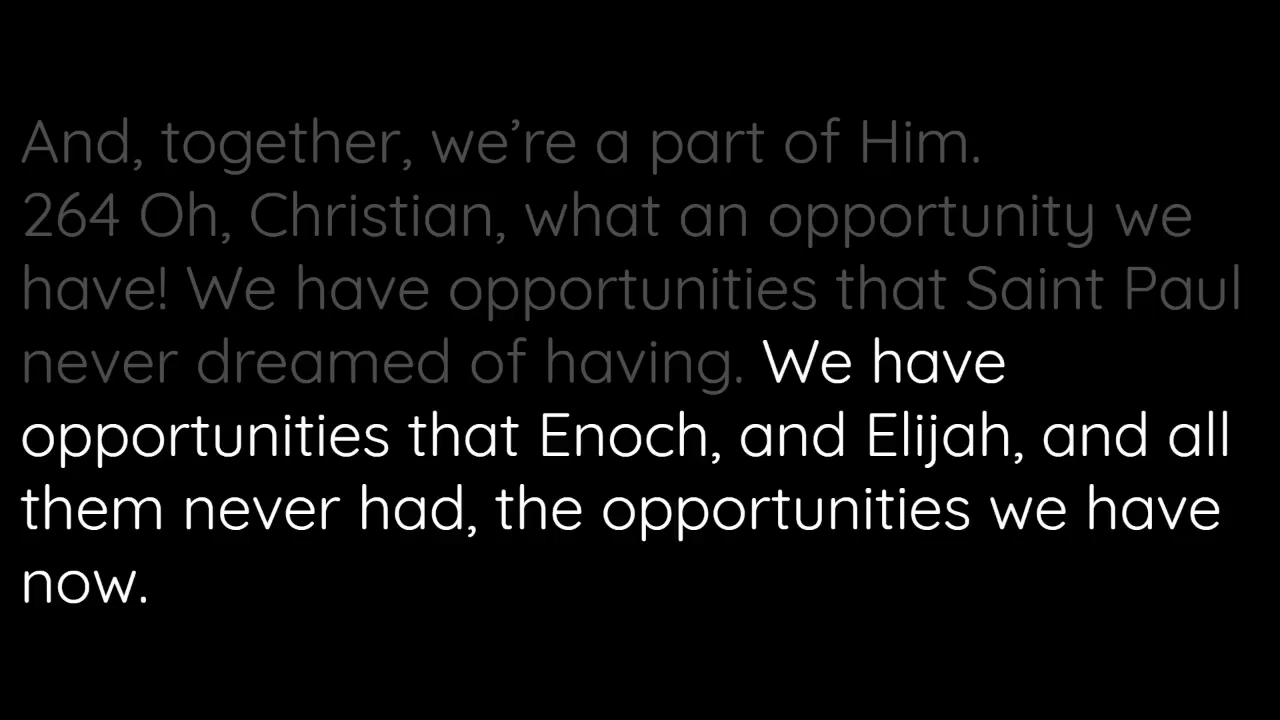 And, together, we’re a part of Him.
264 Oh, Christian, what an opportunity we
have! We have opportunities that Saint Paul
never dreamed of having. We have
opportunities that Enoch, and Elijah, and all
them never had, the opportunities we have
now.